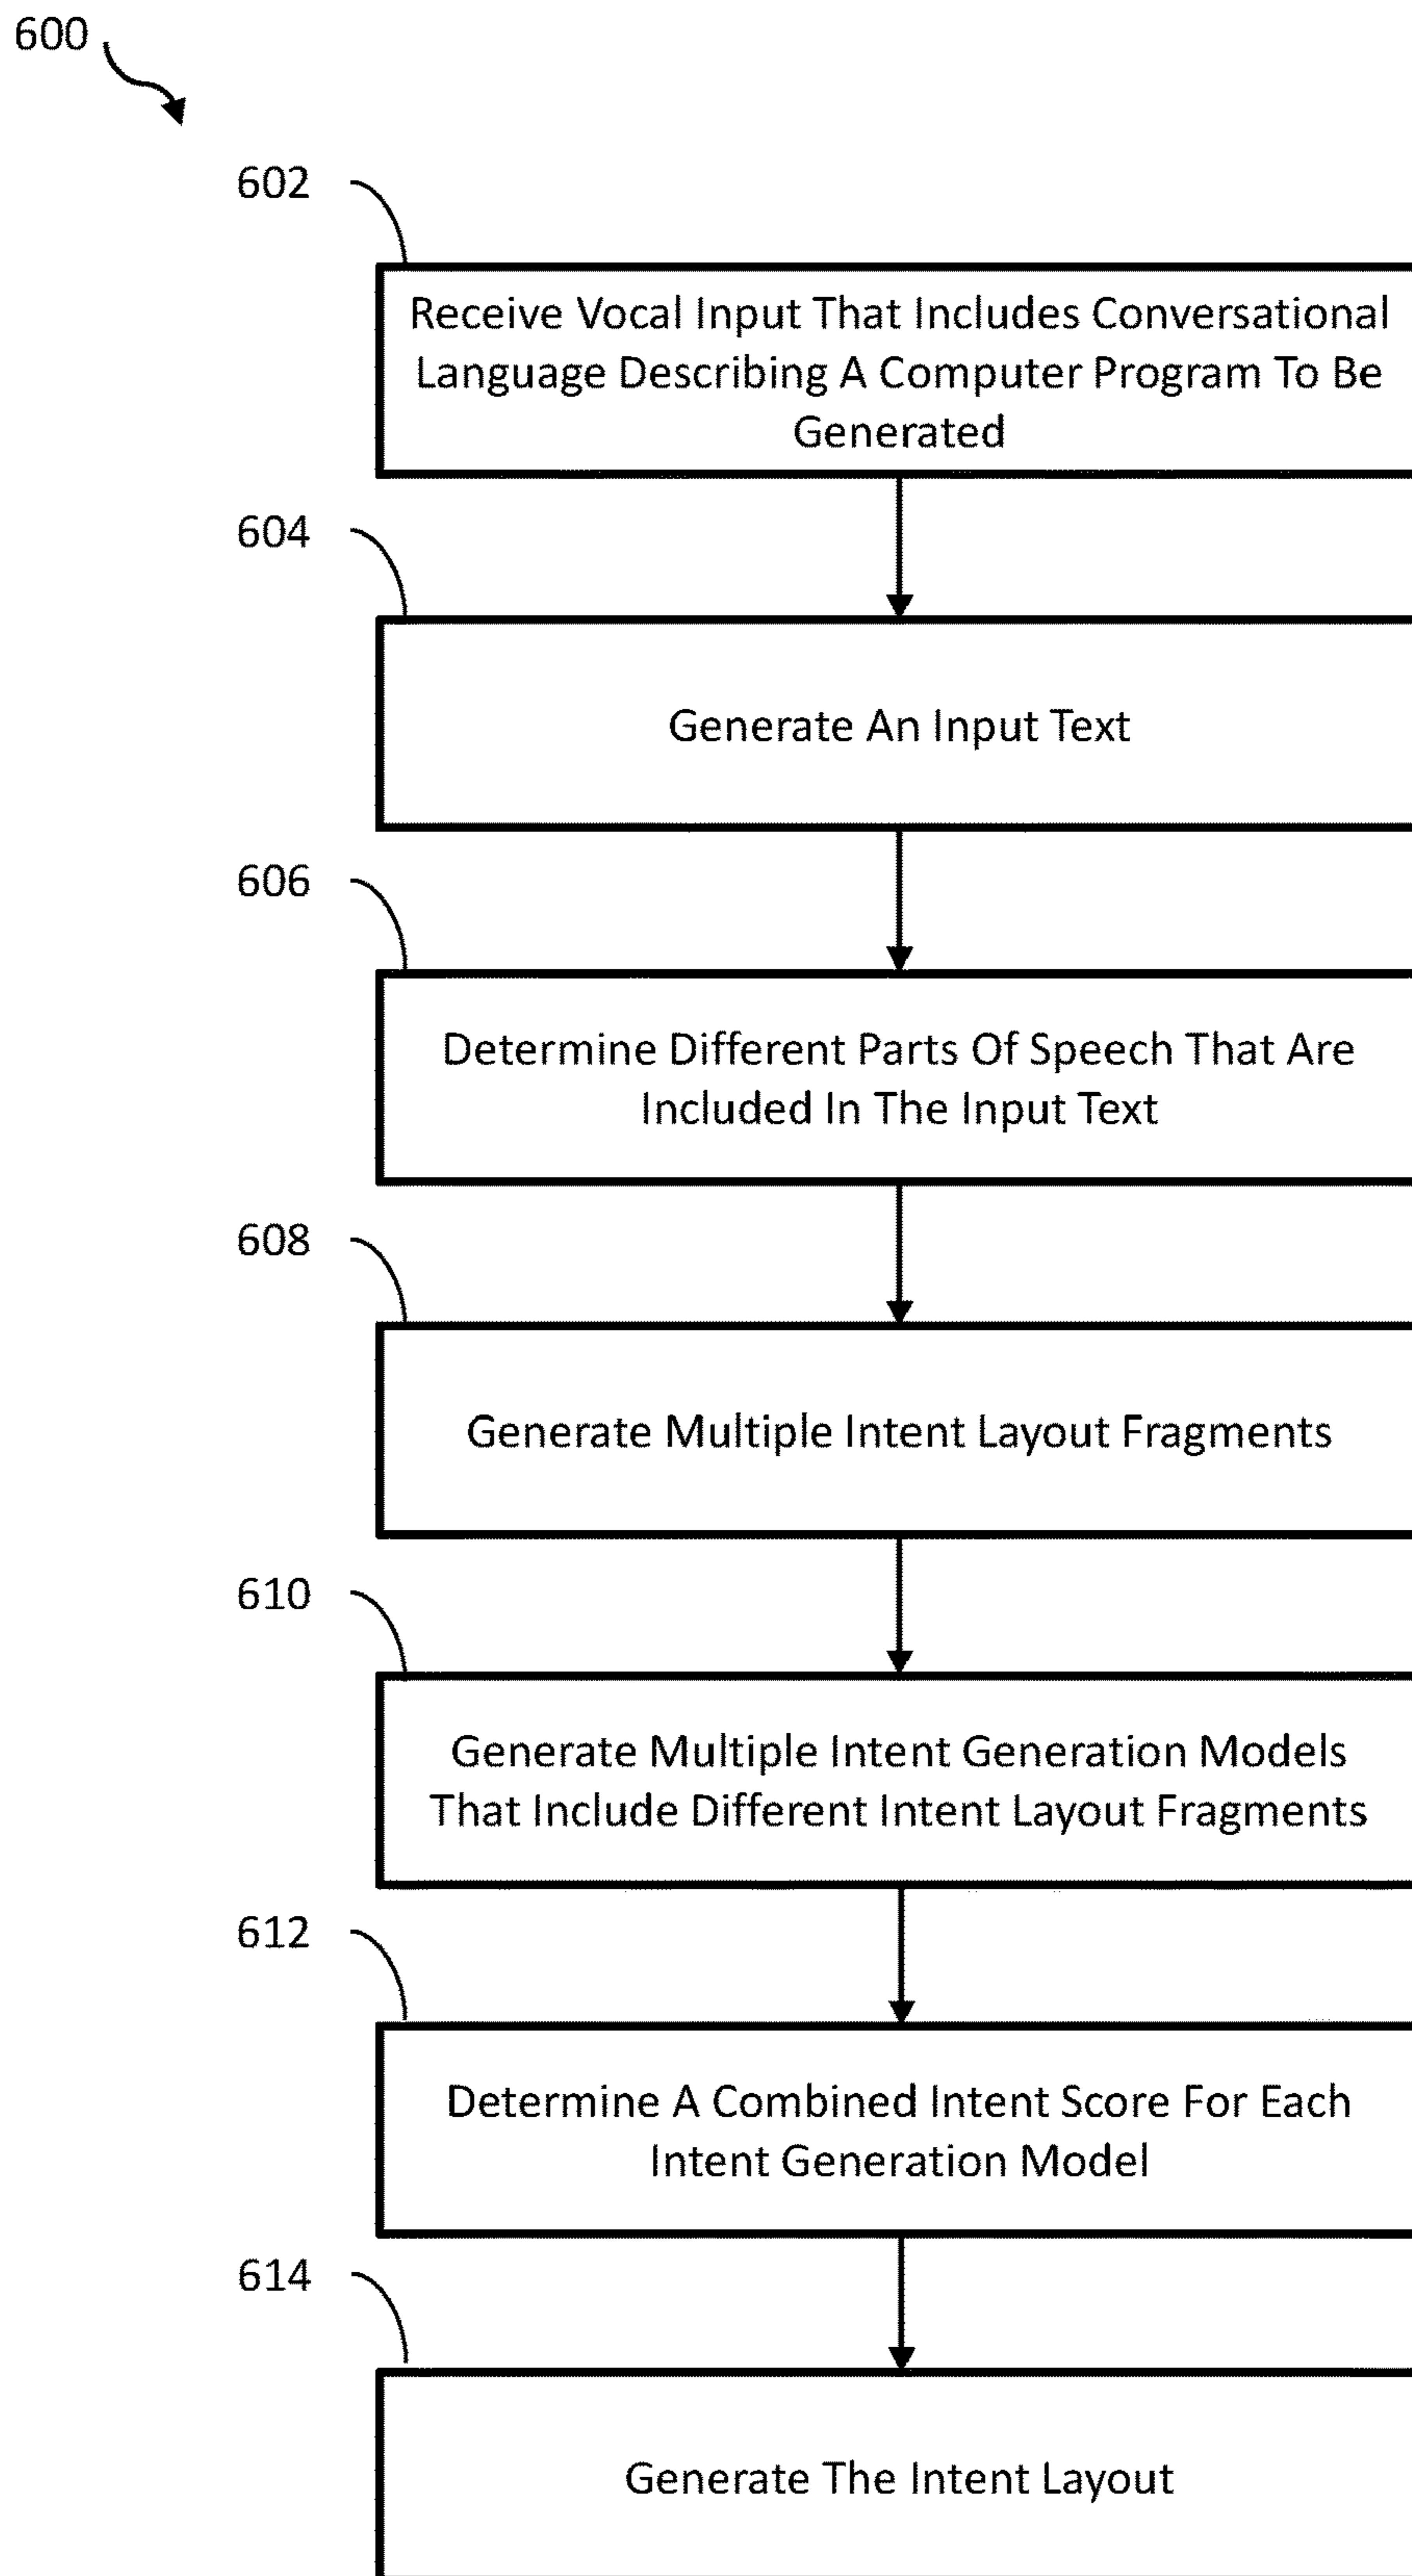 600
602
Receive Vocal Input That Includes Conversational
Language Describing A Computer Program To Be
Generated
604
Generate An Input Text
606
Determine Different Parts Of Speech That Are
Included In The Input Text
608
Generate Multiple Intent Layout Fragments
610
Generate Multiple Intent Generation Models
That Include Different Intent Layout Fragments
612
Determine A Combined Intent Score For Each
Intent Generation Model
614
Generate The Intent Layout